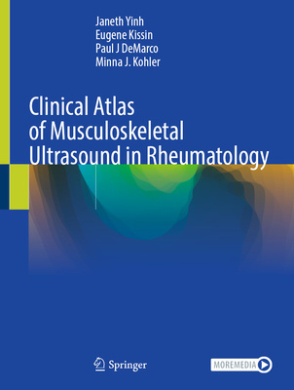 Janeth Yinh
Eugene Kissin
Paul J DeMarco
Minna J. Kohler
Clinical Atlas
of Musculoskeletal
Ultrasound in Rheumatology
Springer
MOREMEDIA